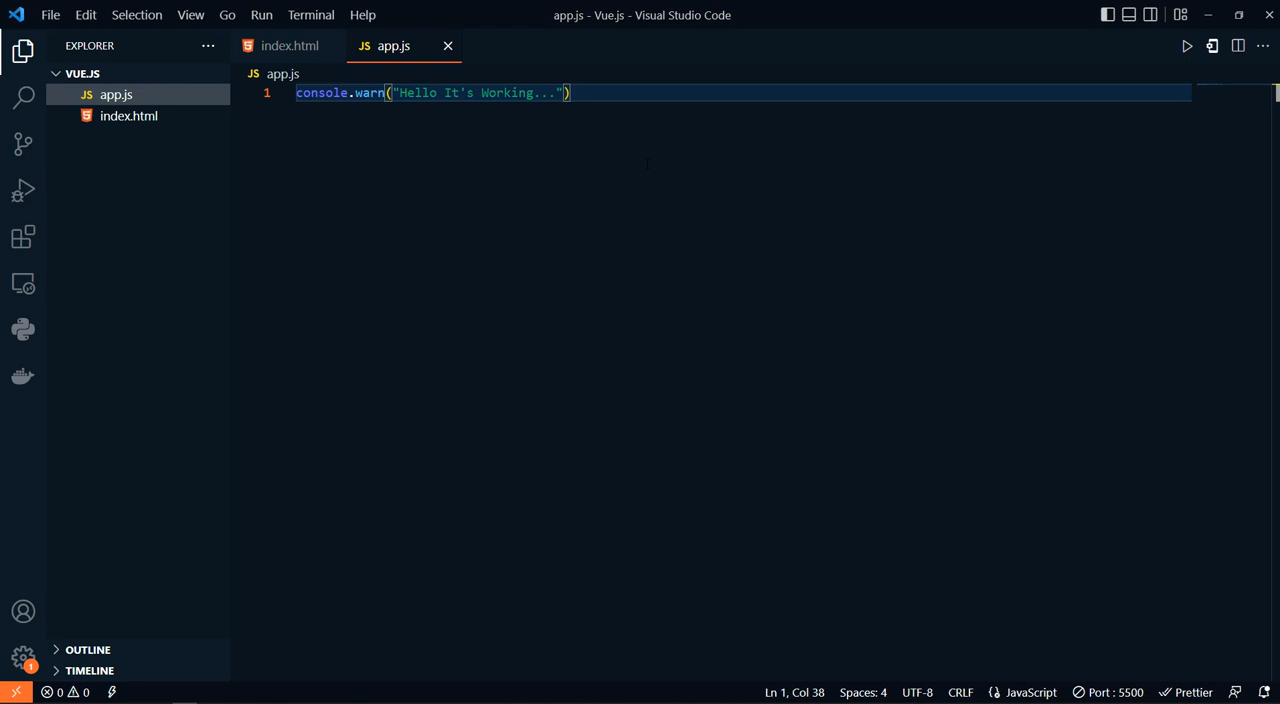 File Edit Selection View Go Run Terminal Help
app.js - Vue.js - Visual Studio Code
EXPLORER
index.html
JS app.js
VUE.JS
JS app.js
JS app.js
1 console.warn("Hello It's Working...")
index.html
OUTLINE
1
TIMELINE
0 0
Ln 1, Col 38
Spaces: 4
UTF-8
CRLF
JavaScript
Port : 5500
Prettier